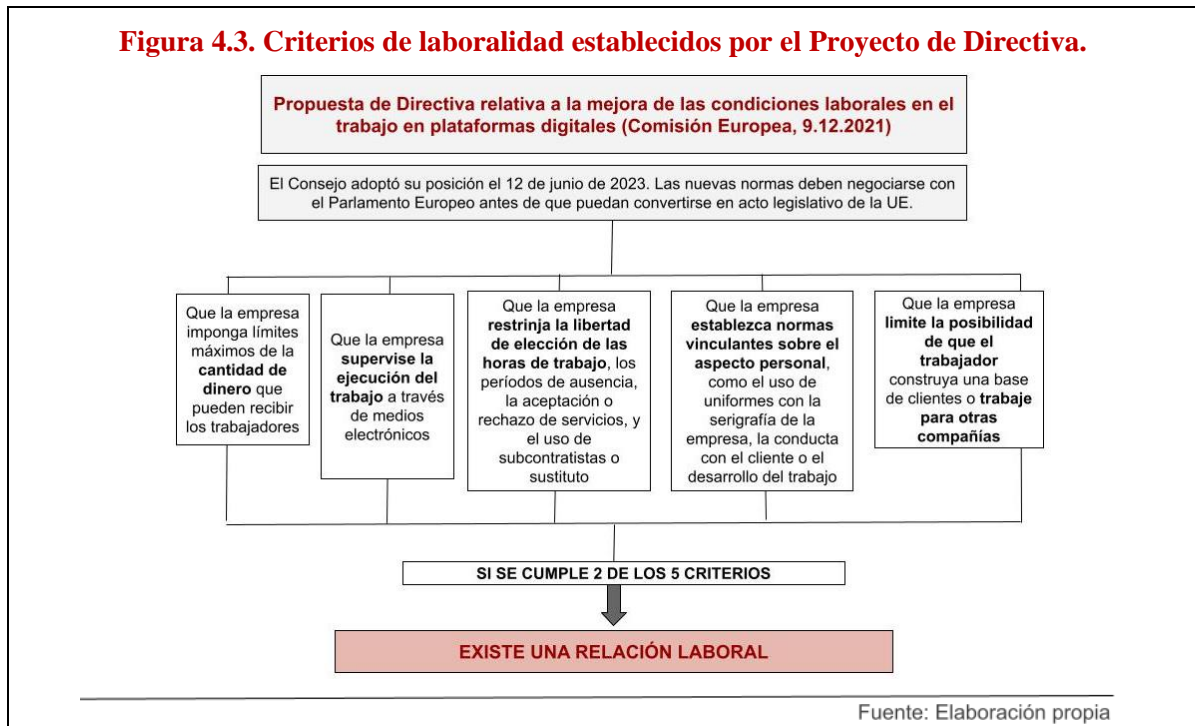 Figura 4.3. Criterios de laboralidad establecidos por el Proyecto de Directiva.
Propuesta de Directiva relativa a la mejora de las condiciones laborales en el
trabajo en plataformas digitales (Comisión Europea, 9.12.2021)
El Consejo adoptó su posición el 12 de junio de 2023. Las nuevas normas deben negociarse con
el Parlamento Europeo antes de que puedan convertirse en acto legislativo de la UE.
Que la empresa
imponga límites
máximos de la
cantidad de
dinero que
pueden recibir
los trabajadores
Que la empresa
supervise la
ejecución del
trabajo a través
de medios
electrónicos
Que la empresa
restrinja la libertad
de elección de las
horas de trabajo, los
períodos de ausencia,
la aceptación o
rechazo de servicios, y
el uso de
subcontratistas o
sustituto
Que la empresa
establezca normas
vinculantes sobre el
aspecto personal,
como el uso de
uniformes con la
serigrafía de la
empresa, la conducta
con el cliente o el
desarrollo del trabajo
Que la empresa
limite la posibilidad
de que el
trabajador
construya una base
de clientes o trabaje
para otras
compañías
SI SE CUMPLE 2 DE LOS 5 CRITERIOS
EXISTE UNA RELACIÓN LABORAL
Fuente: Elaboración propia